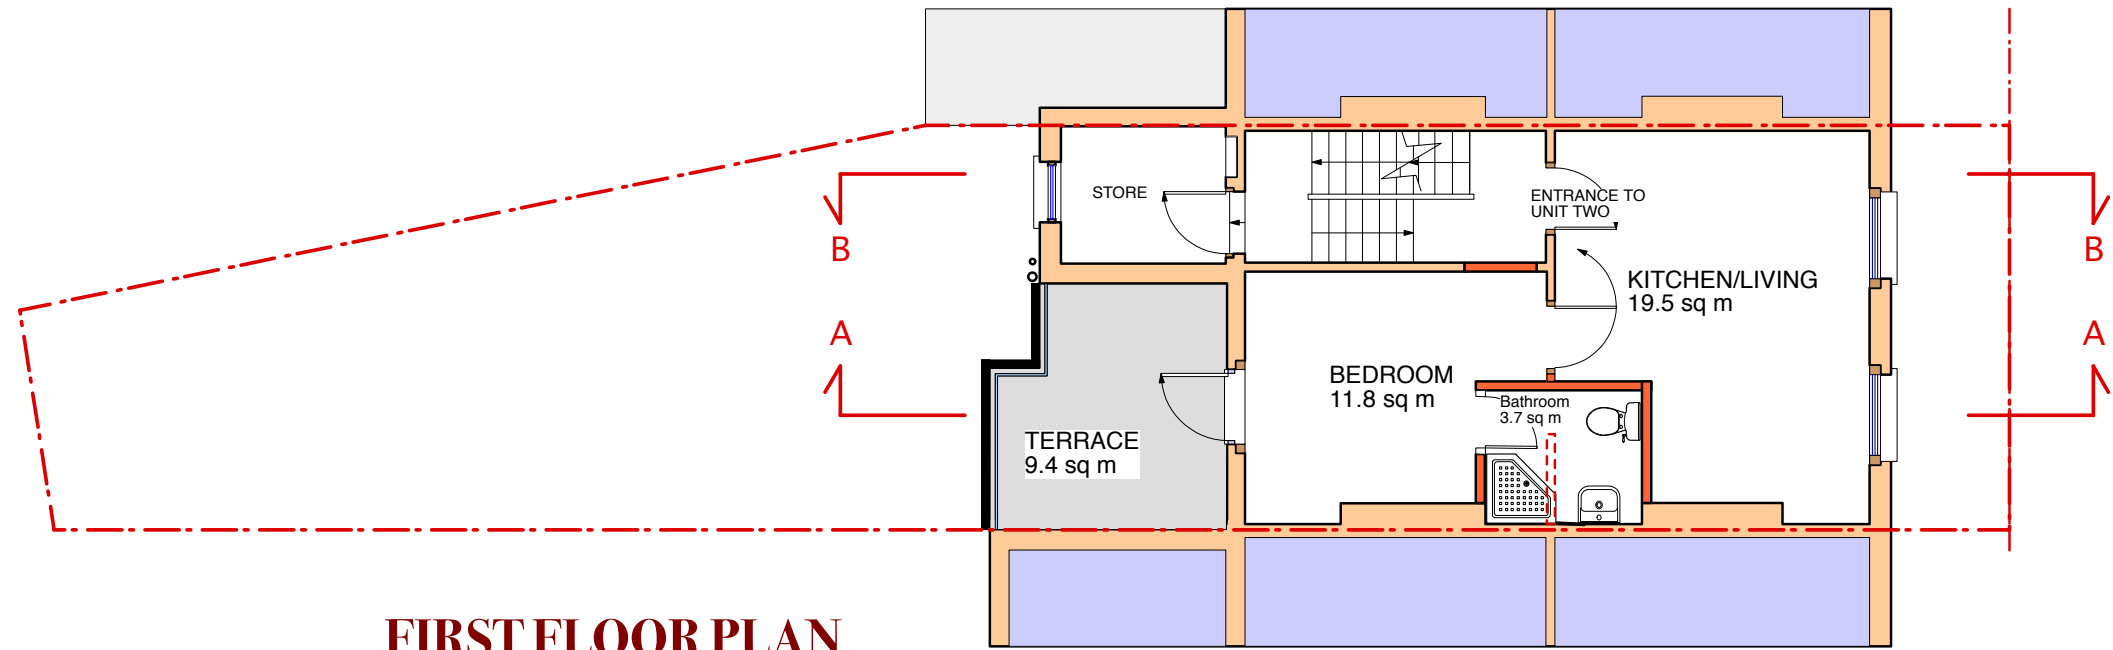 STORE
ENTRANCE TO
UNIT TWO
B
B
KITCHEN/LIVING
19.5 sq m
A
A
BEDROOM
11.8 sq m
Bathroom
3.7 sq m
TERRACE
9.4 sq m
FIRST FLOOR PLAN